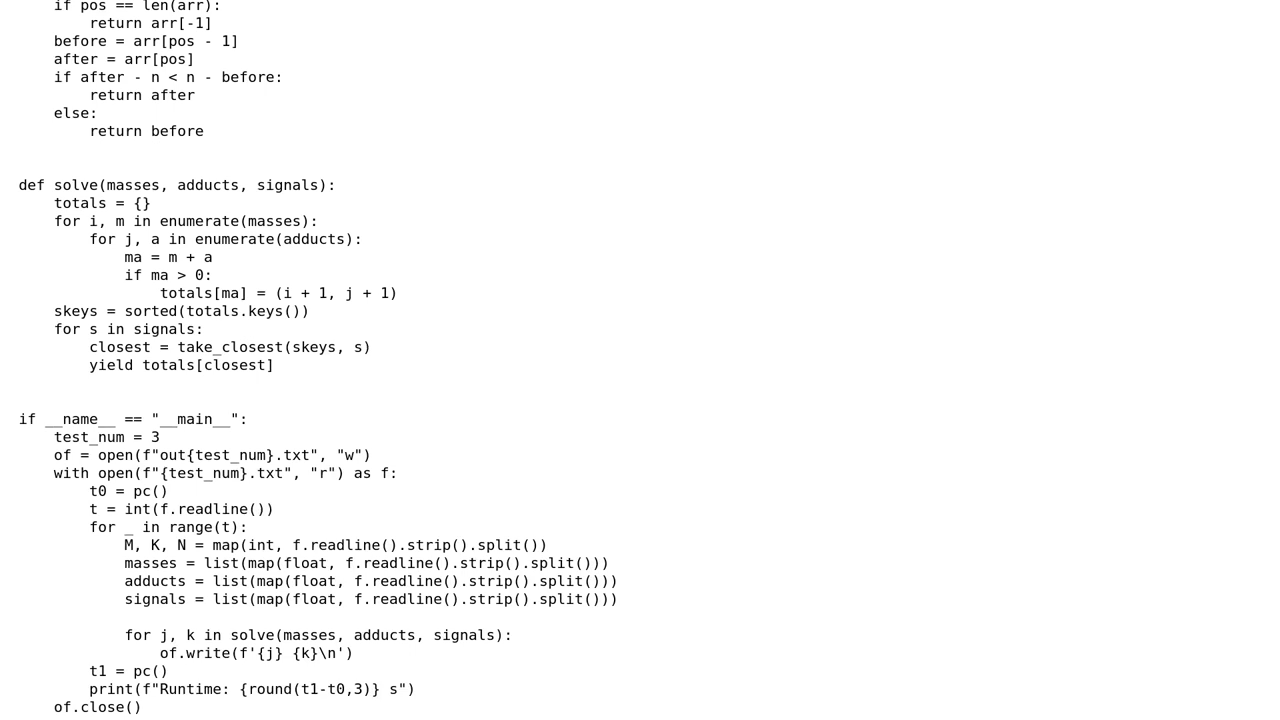 if pos == len(arr):
        return arr[-1]
    before = arr[pos - 1]
    after = arr[pos]
    if after - n < n - before:
        return after
    else:
        return before


def solve(masses, adducts, signals):
    totals = {}
    for i, m in enumerate(masses):
        for j, a in enumerate(adducts):
            ma = m + a
            if ma > 0:
                totals[ma] = (i + 1, j + 1)
    skeys = sorted(totals.keys())
    for s in signals:
        closest = take_closest(skeys, s)
        yield totals[closest]


if __name__ == "__main__":
    test_num = 3
    of = open(f"out{test_num}.txt", "w")
    with open(f"{test_num}.txt", "r") as f:
        t0 = pc()
        t = int(f.readline())
        for _ in range(t):
            M, K, N = map(int, f.readline().strip().split())
            masses = list(map(float, f.readline().strip().split()))
            adducts = list(map(float, f.readline().strip().split()))
            signals = list(map(float, f.readline().strip().split()))

            for j, k in solve(masses, adducts, signals):
                of.write(f'{j} {k}\n')
        t1 = pc()
        print(f"Runtime: {round(t1-t0,3)} s")
    of.close()